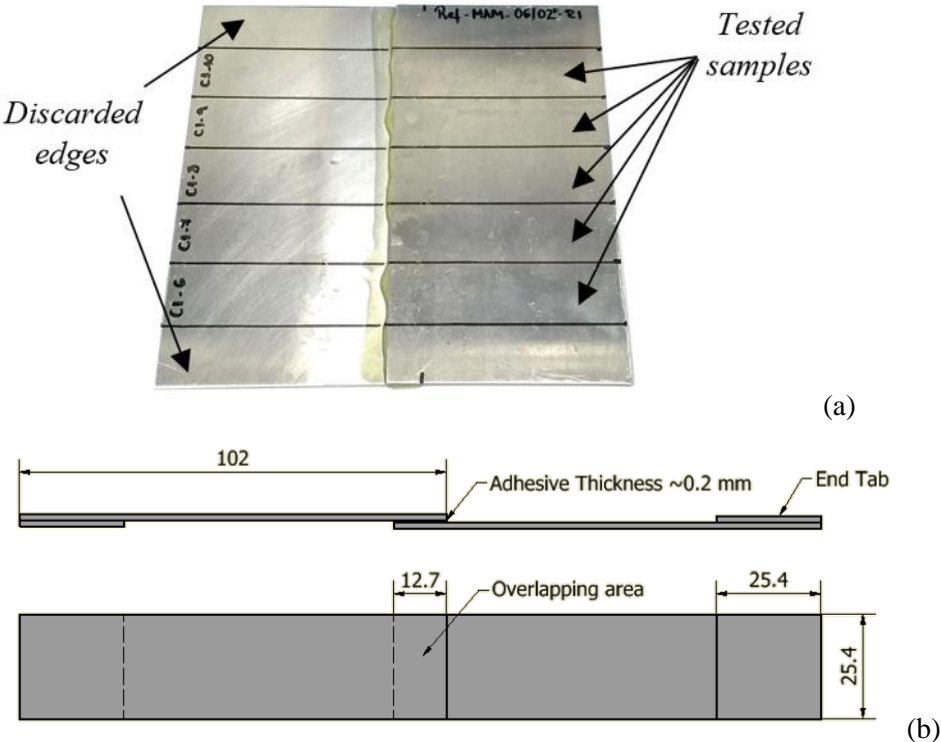 Ref-MAM-06/02-R1
Tested
samples
Discarded
edges
C1-10
C1-9
C1-8
C1-7
C1-6
(a)
102
Adhesive Thickness ~0.2 mm
End Tab
12.7
Overlapping area
25.4
25.4
(b)